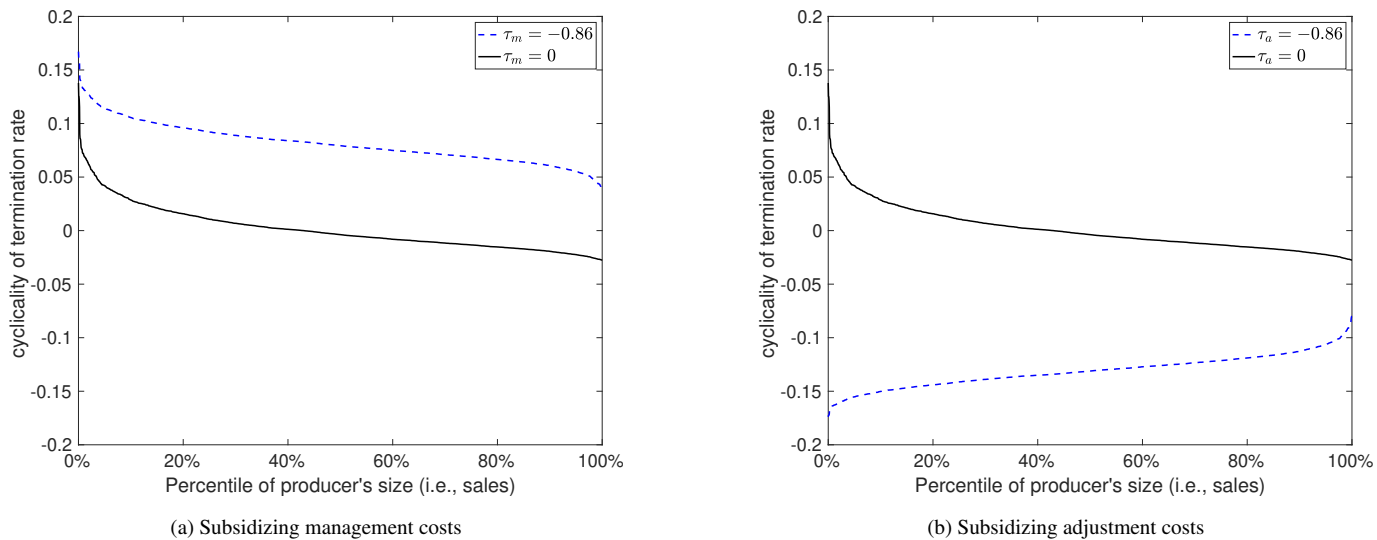 0.2
0.15
0.1
0.05
0
-0.05
-0.1
-0.15
-0.2
cyclicality of termination rate
τm = −0.86
τm = 0
0% 20% 40% 60% 80% 100%
Percentile of producer's size (i.e., sales)
(a) Subsidizing management costs
0.2
0.15
0.1
0.05
0
-0.05
-0.1
-0.15
-0.2
cyclicality of termination rate
τa = −0.86
τa = 0
0% 20% 40% 60% 80% 100%
Percentile of producer's size (i.e., sales)
(b) Subsidizing adjustment costs